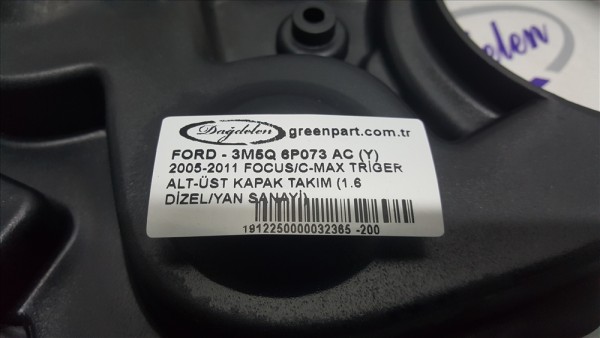 Dağdelen
Dağdelen greenpart.com.tr
FORD - 3M5Q 6P073 AC (Y)
2005-2011 FOCUS/C-MAX TRİGER
ALT-ÜST KAPAK TAKIM (1.6
DİZEL/YAN SANAYİ)
1912250000032365 -200